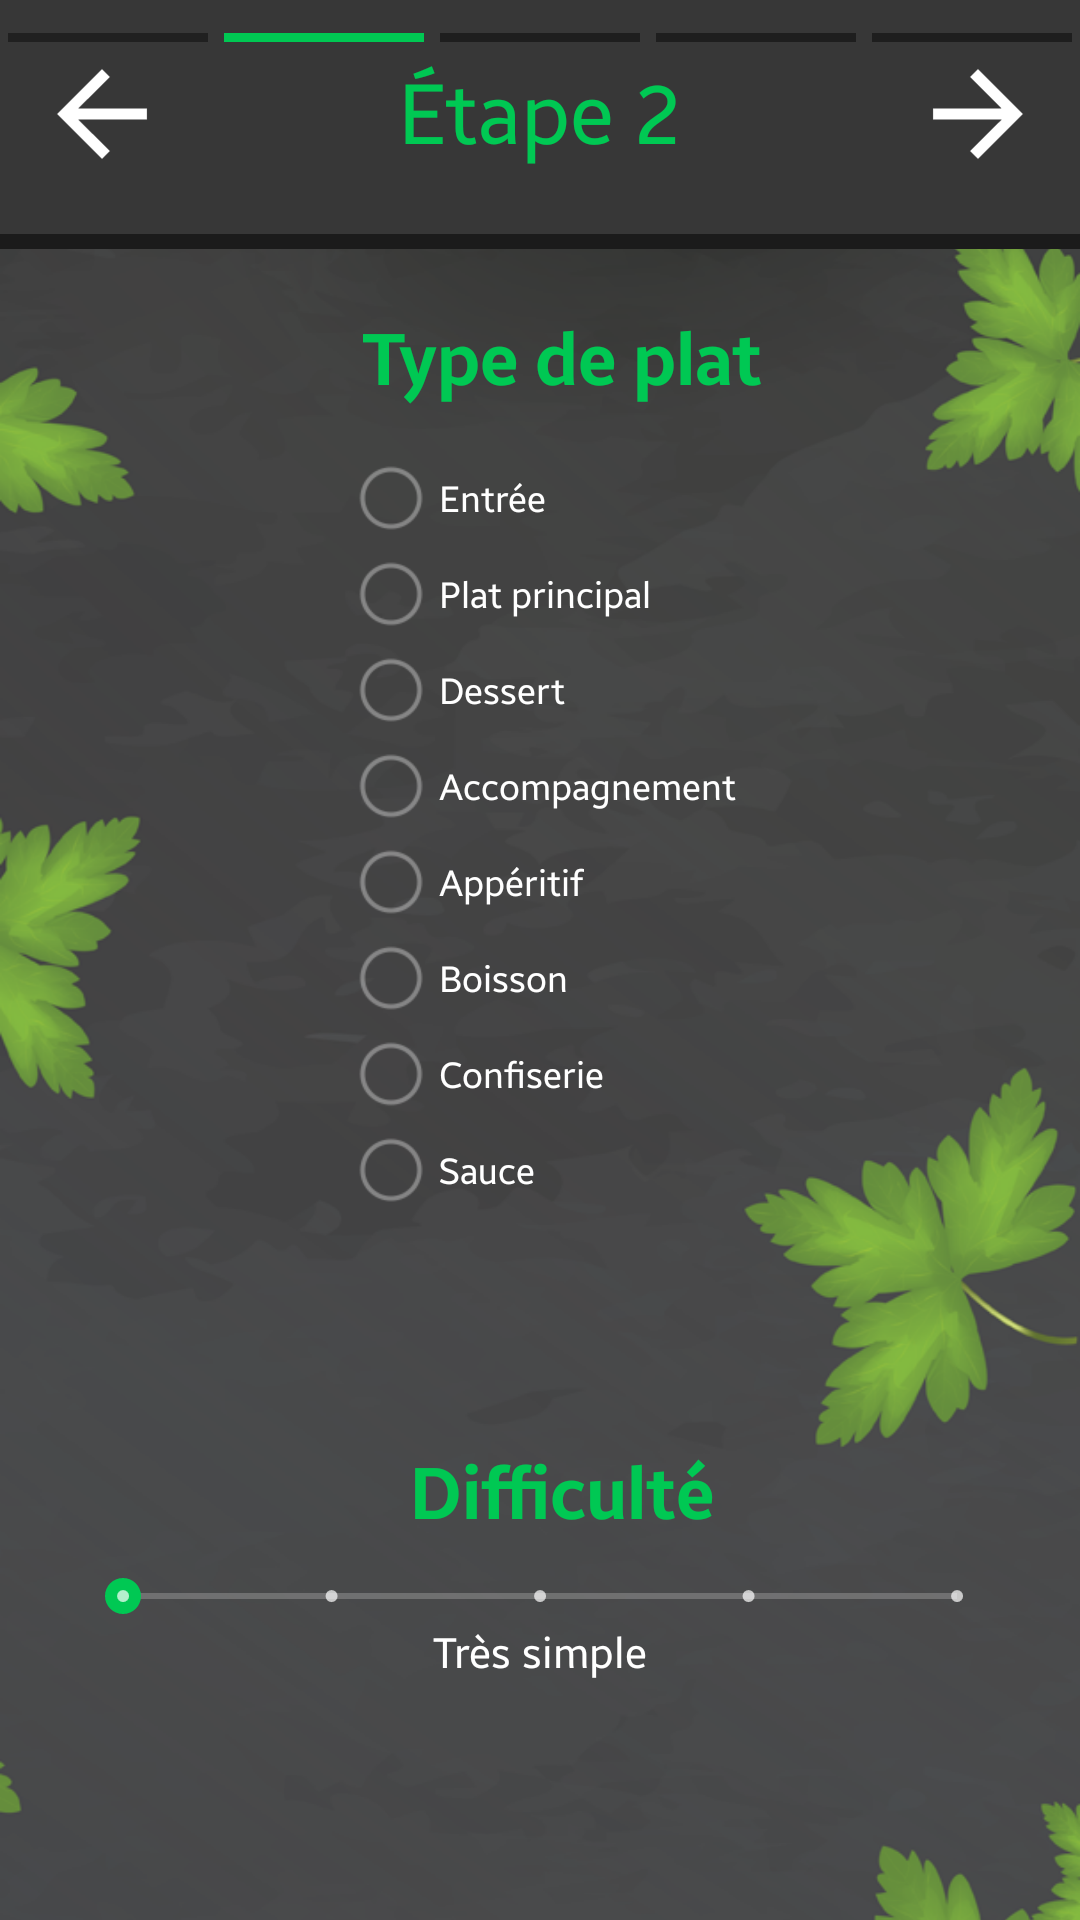 Étape 2
Type de plat
Entrée
Plat principal
Dessert
Accompagnement
Appéritif
Boisson
Confiserie
Sauce
Difficulté
Très simple